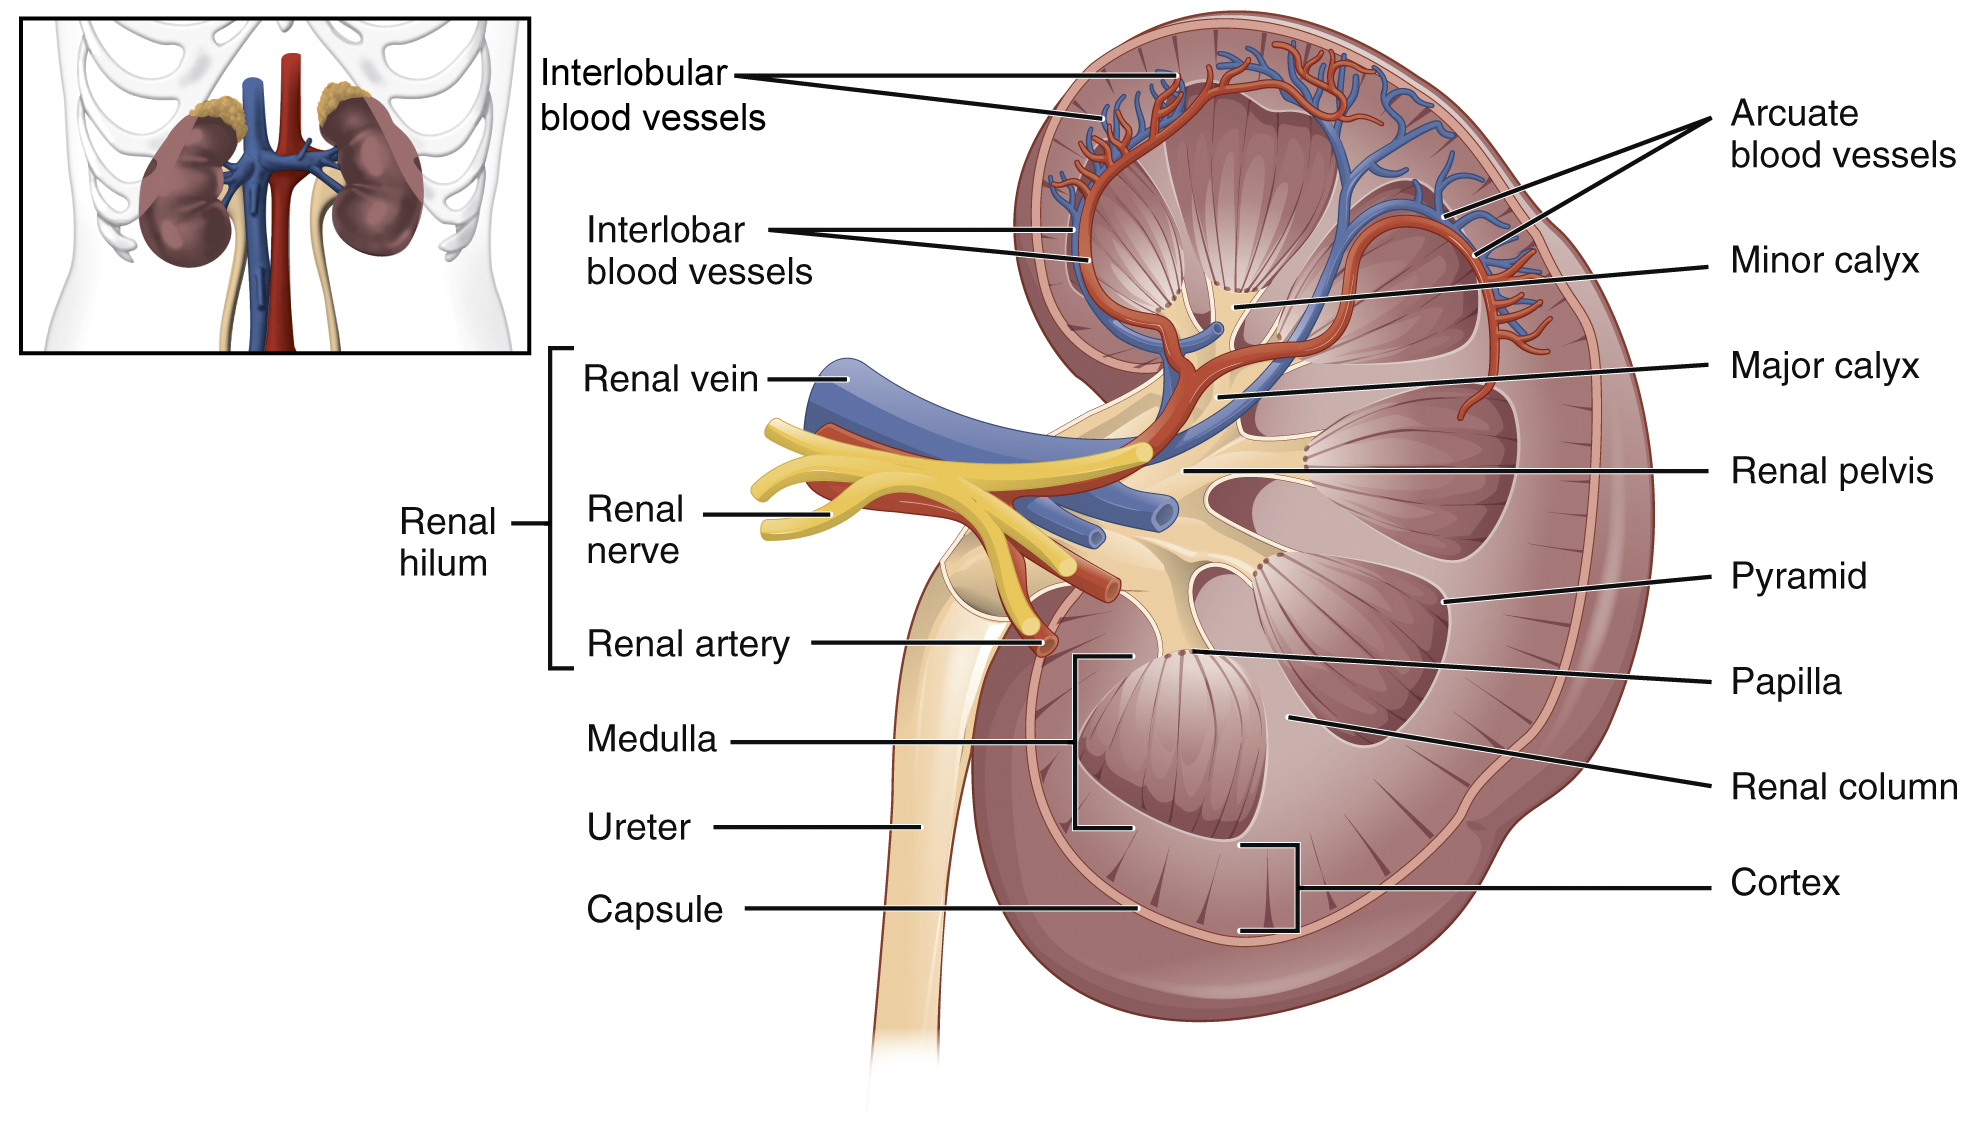 Interlobular
blood vessels
Interlobar
blood vessels
Renal vein
Renal
hilum
Renal
nerve
Renal artery
Medulla
Ureter
Capsule
Arcuate
blood vessels
Minor calyx
Major calyx
Renal pelvis
Pyramid
Papilla
Renal column
Cortex